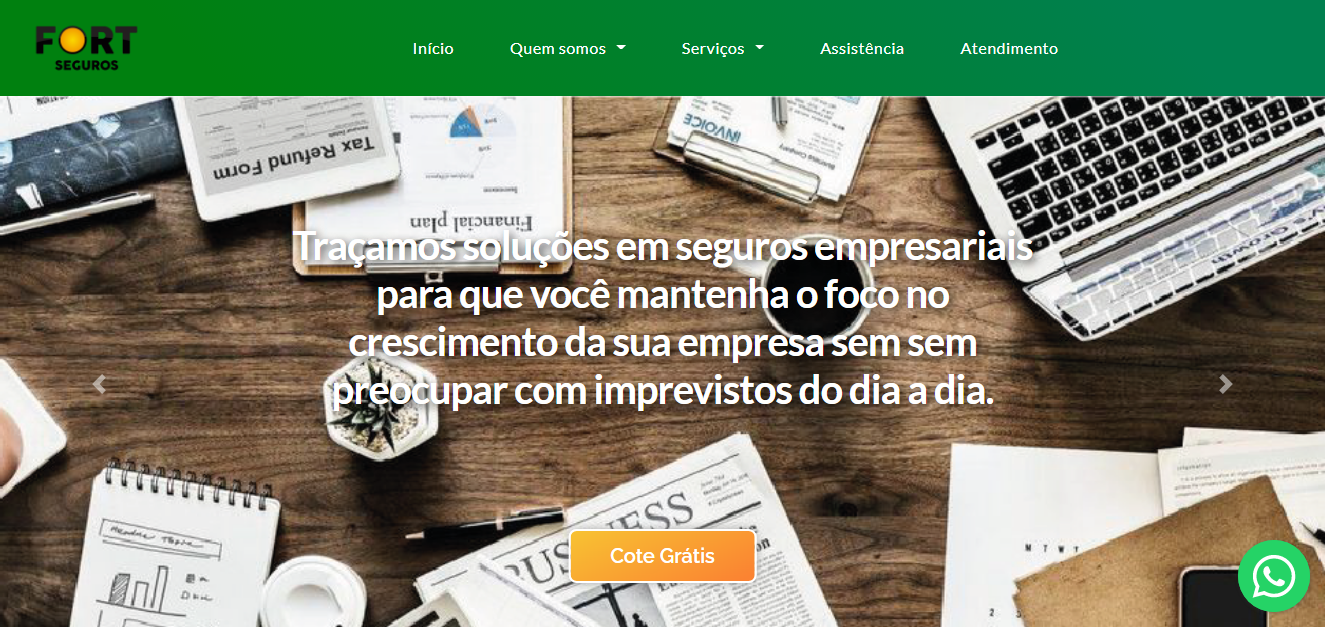 FORT
SEGUROS
Início
Quem somos
Serviços
Assistência
Atendimento
Tax Refund Form
Financial plan
INVOICE
Traçamos soluções em seguros empresariais
para que você mantenha o foco no
crescimento da sua empresa sem sem
preocupar com imprevistos do dia a dia.
Cote Grátis
M T W T